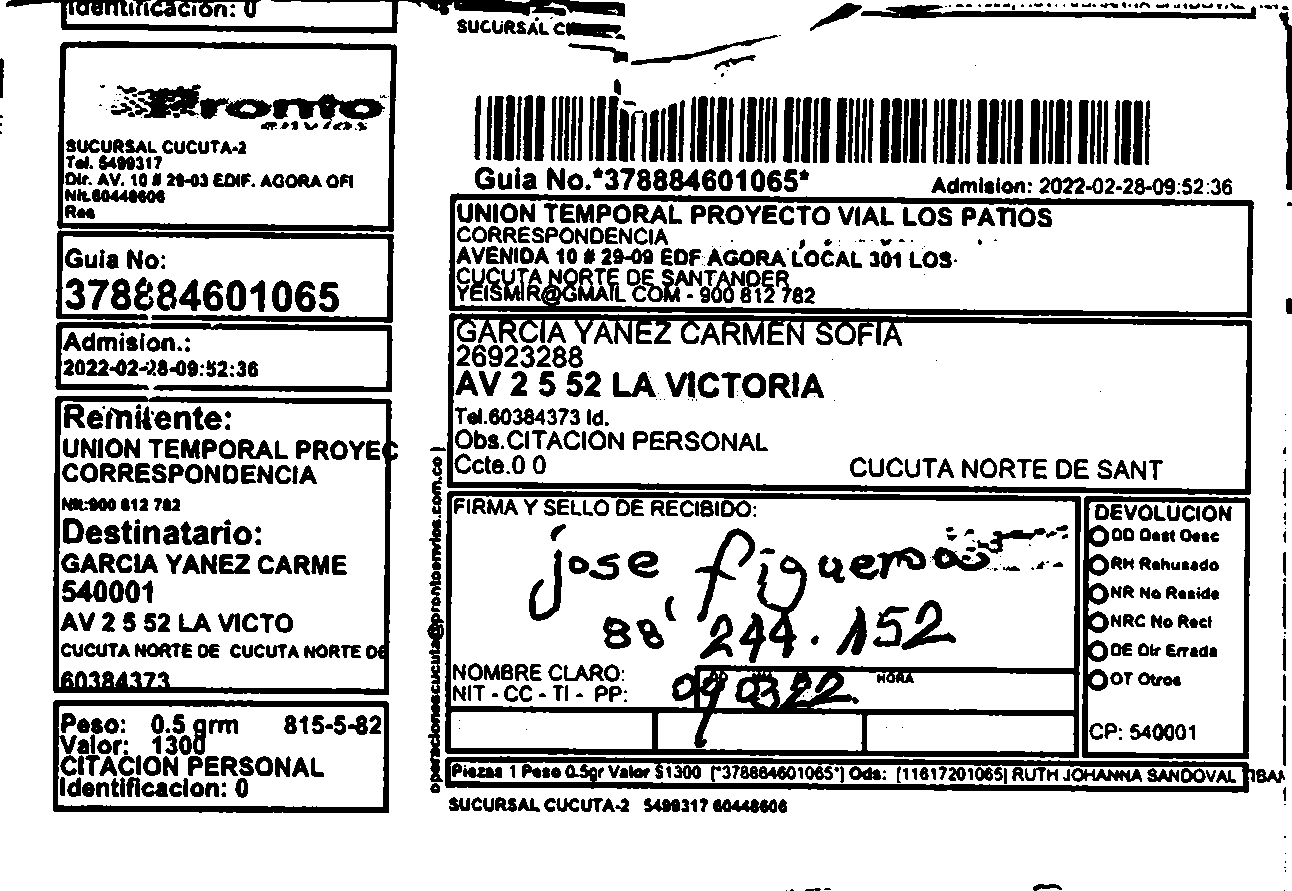 Identificación: 0
SUCURSAL
Pronto
envios
SUCURSAL CUCUTA-2
Tel. 5499317
Dir. AV. 10 # 29-03 EDIF. AGORA OFI
Nit.60448606
Res
Guia No:
378884601065
Admision.:
2022-02-28-09:52:36
Remitente:
UNION TEMPORAL PROYEC
CORRESPONDENCIA
Nit:900 812 782
Destinatario:
GARCIA YANEZ CARME
540001
AV 2 5 52 LA VICTO
CUCUTA NORTE DE CUCUTA NORTE DE
60384373
Peso: 0.5 grm 815-5-82
Valor: 1300
CITACION PERSONAL
Identificacion: 0
Guia No.*378884601065* Admision: 2022-02-28-09:52:36
UNION TEMPORAL PROYECTO VIAL LOS PATIOS
CORRESPONDENCIA
AVENIDA 10 # 29-09 EDF AGORA LOCAL 301 LOS
CUCUTA NORTE DE SANTANDER
YEISMIR@GMAIL COM - 900 812 782
GARCIA YANEZ CARMEN SOFIA
26923288
AV 2 5 52 LA VICTORIA
Tel.60384373 Id.
Obs.CITACION PERSONAL
Ccte.0 0 CUCUTA NORTE DE SANT
operacionescucuta@prontoenvios.com.co
FIRMA Y SELLO DE RECIBIDO:
jose figueroa
88'244.152
NOMBRE CLARO:
NIT - CC - TI - PP:
HORA
090322
DEVOLUCION
DD Dest Desc
RH Rehusado
NR No Reside
NRC No Recl
DE Dir Errada
OT Otros
CP: 540001
Piezas 1 Peso 0.5gr Valor $1300 [*378884601065*] Ods: [11617201065] RUTH JOHANNA SANDOVAL
SUCURSAL CUCUTA-2 5499317 60448606